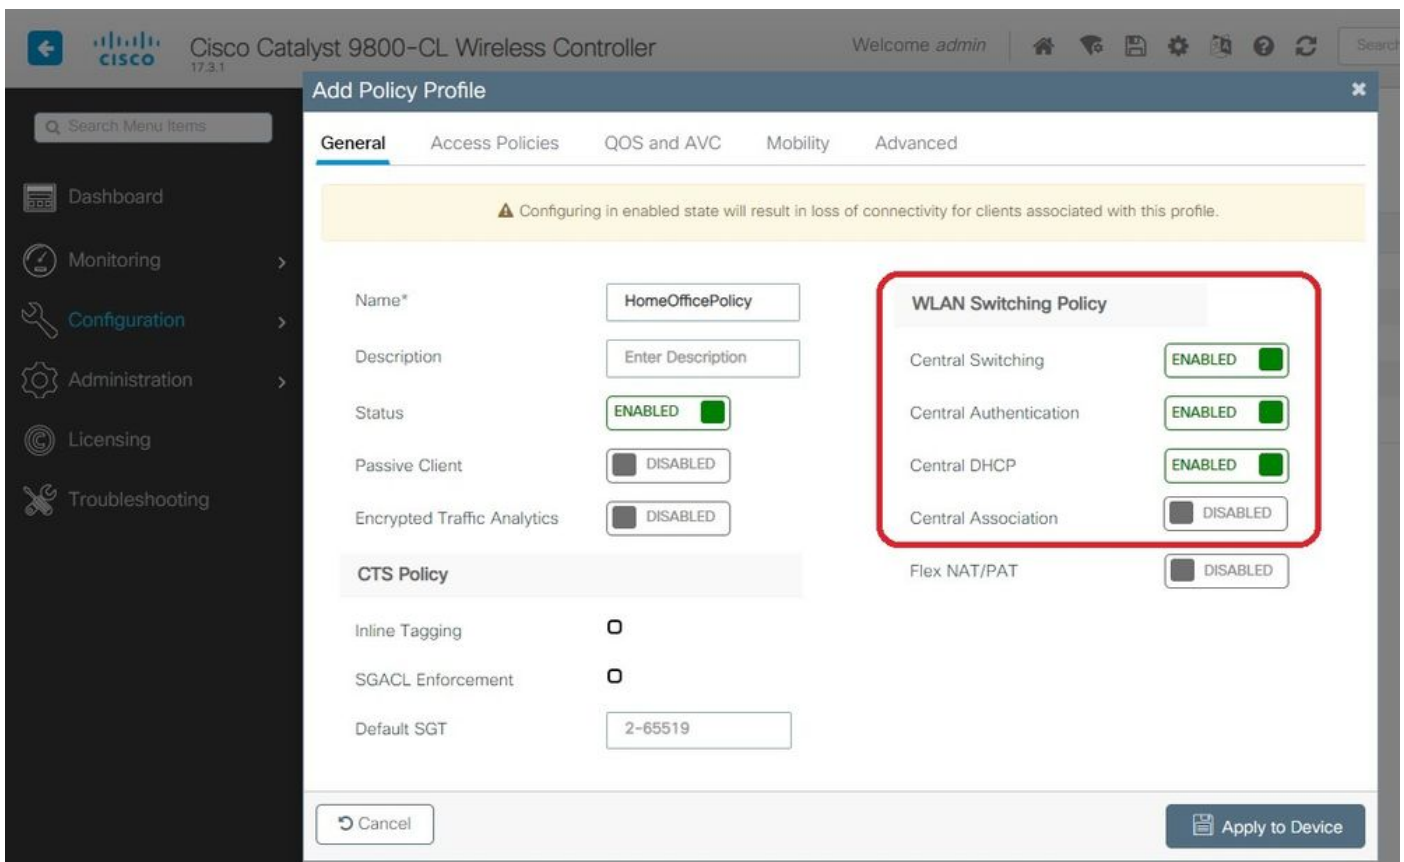 CISCO
Cisco Catalyst 9800-CL Wireless Controller
17.3.1
Welcome admin
Search
Search Menu Items
Dashboard
Monitoring
Configuration
Administration
Licensing
Troubleshooting
Add Policy Profile
General Access Policies QOS and AVC Mobility Advanced
Configuring in enabled state will result in loss of connectivity for clients associated with this profile.
Name* HomeOfficePolicy
Description Enter Description
Status ENABLED
Passive Client DISABLED
Encrypted Traffic Analytics DISABLED
CTS Policy
Inline Tagging
SGACL Enforcement
Default SGT 2-65519
WLAN Switching Policy
Central Switching ENABLED
Central Authentication ENABLED
Central DHCP ENABLED
Central Association DISABLED
Flex NAT/PAT DISABLED
Cancel
Apply to Device